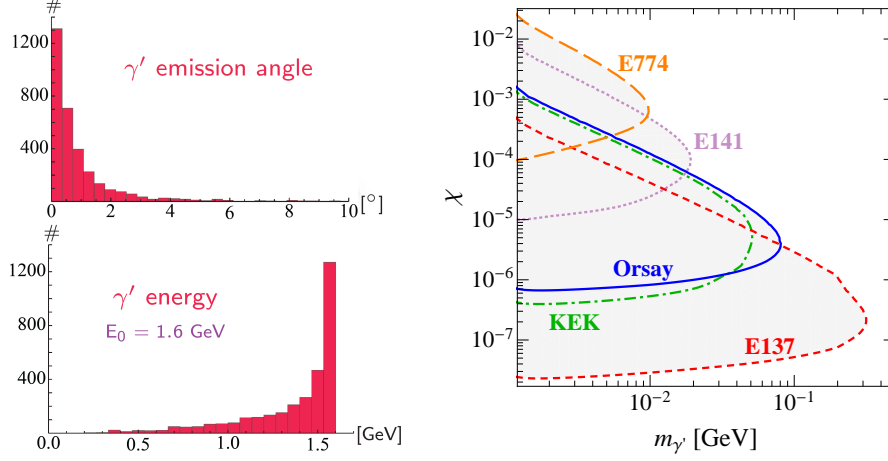 #
1200
800
400
0
2
4
6
8
10
[°]
γ′ emission angle
#
1200
800
400
0.0
0.5
1.0
1.5
[GeV]
γ′ energy
E₀ = 1.6 GeV
10⁻²
10⁻³
10⁻⁴
10⁻⁵
10⁻⁶
10⁻⁷
χ
E774
E141
Orsay
KEK
E137
10⁻²
10⁻¹
m_γ′ [GeV]